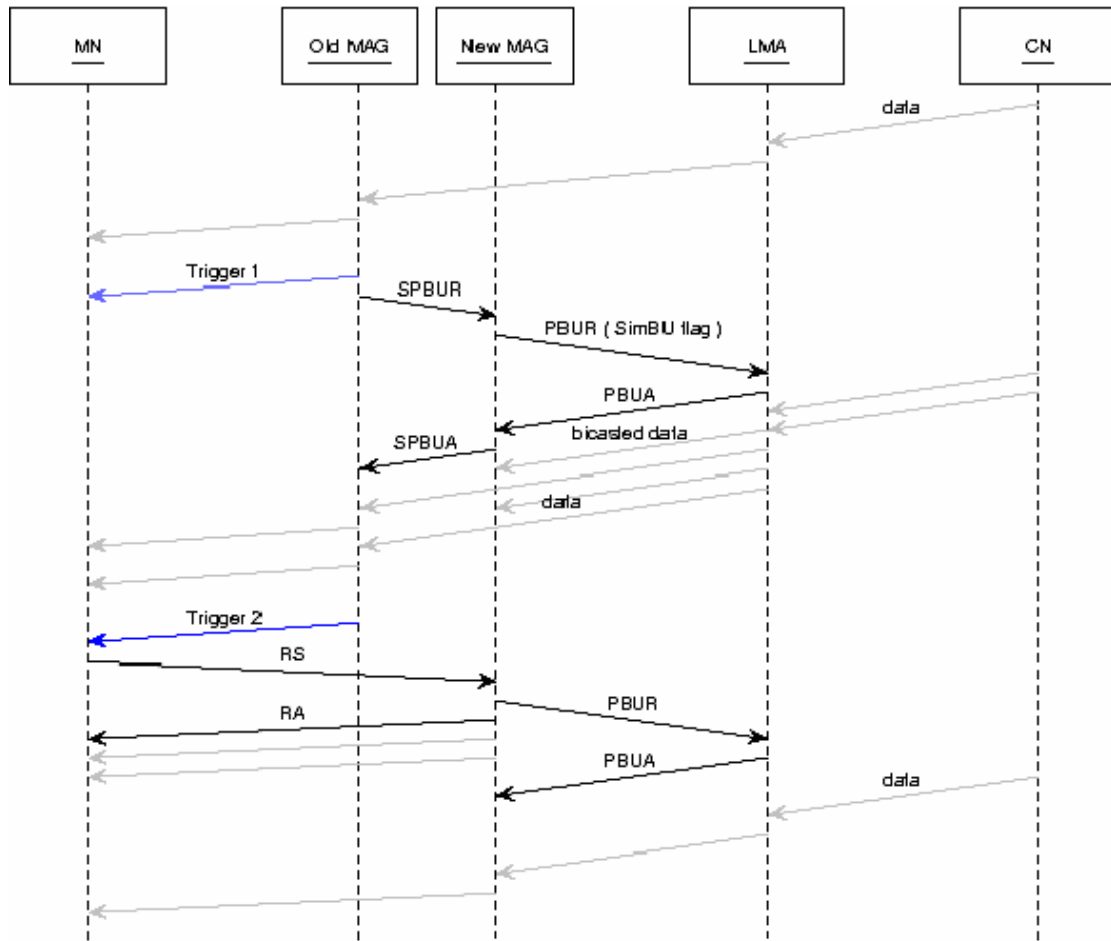 MN
Old MAG
New MAG
LMA
CN
data
Trigger 1
SPBUR
PBUR ( SimBU flag )
PBUA
bicasted data
SPBUA
data
Trigger 2
RS
PBUR
RA
PBUA
data